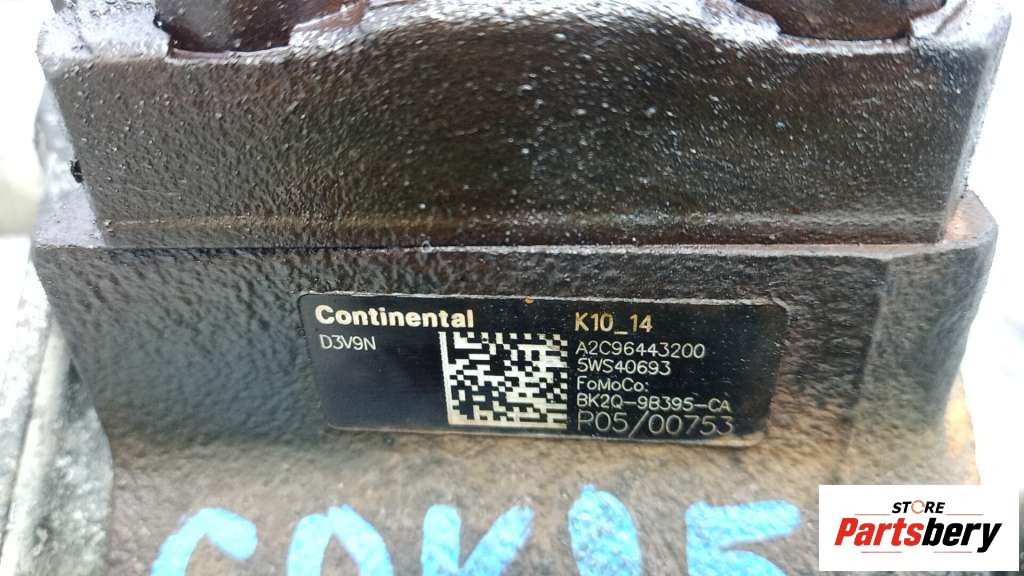 Continental
D3V9N
K10_14
A2C96443200
5WS40693
FoMoCo:
BK2Q-9B395-CA
P05/00753
STORE
Partsbery